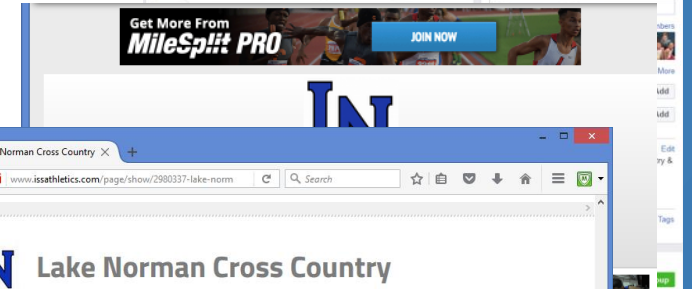 Get More From
MileSplit PRO
JOIN NOW
LN
More
Add
Add
Edit
Norman Cross Country
www.issathletics.com/page/show/2980337-lake-norm
Search
Tags
N Lake Norman Cross Country